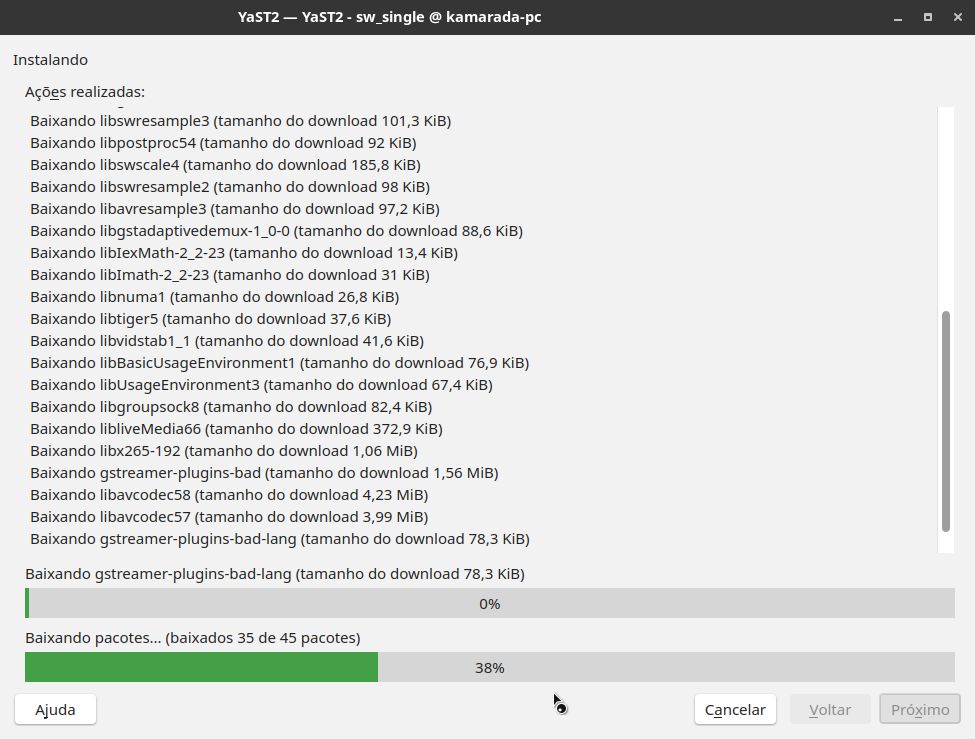 YaST2 — YaST2 - sw_single @ kamarada-pc
Instalando
Ações realizadas:
Baixando libswresample3 (tamanho do download 101,3 KiB)
Baixando libpostproc54 (tamanho do download 92 KiB)
Baixando libswscale4 (tamanho do download 185,8 KiB)
Baixando libswresample2 (tamanho do download 98 KiB)
Baixando libavresample3 (tamanho do download 97,2 KiB)
Baixando libgstadaptivedemux-1_0-0 (tamanho do download 88,6 KiB)
Baixando libIexMath-2_2-23 (tamanho do download 13,4 KiB)
Baixando libImath-2_2-23 (tamanho do download 31 KiB)
Baixando libnuma1 (tamanho do download 26,8 KiB)
Baixando libtiger5 (tamanho do download 37,6 KiB)
Baixando libvidstab1_1 (tamanho do download 41,6 KiB)
Baixando libBasicUsageEnvironment1 (tamanho do download 76,9 KiB)
Baixando libUsageEnvironment3 (tamanho do download 67,4 KiB)
Baixando libgroupsock8 (tamanho do download 82,4 KiB)
Baixando libliveMedia66 (tamanho do download 372,9 KiB)
Baixando libx265-192 (tamanho do download 1,06 MiB)
Baixando gstreamer-plugins-bad (tamanho do download 1,56 MiB)
Baixando libavcodec58 (tamanho do download 4,23 MiB)
Baixando libavcodec57 (tamanho do download 3,99 MiB)
Baixando gstreamer-plugins-bad-lang (tamanho do download 78,3 KiB)
Baixando gstreamer-plugins-bad-lang (tamanho do download 78,3 KiB)
0%
Baixando pacotes... (baixados 35 de 45 pacotes)
38%
Ajuda Cancelar Voltar Próximo